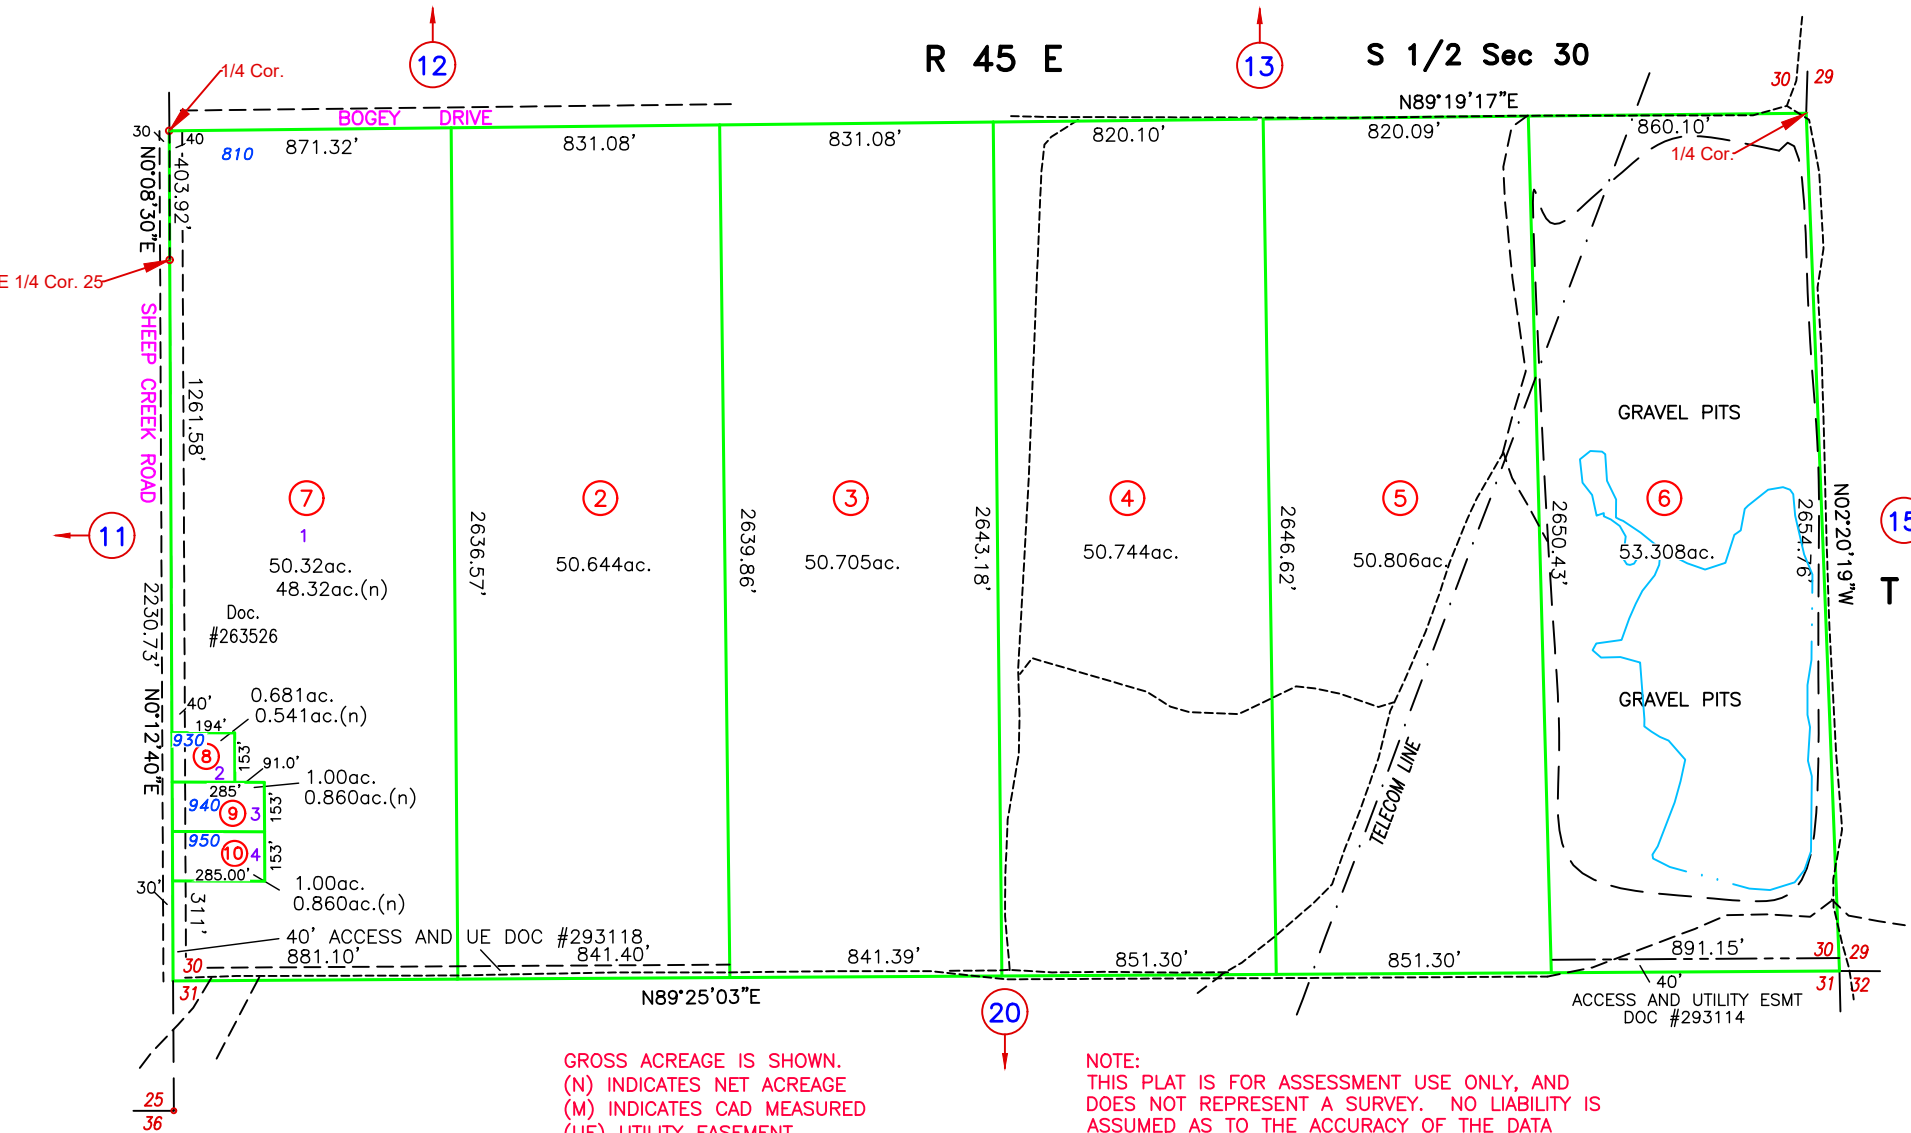 12
R 45 E
13
S 1/2 Sec 30
1/4 Cor.
30 29
N89°19'17"E
BOGEY DRIVE
30
40
871.32'
831.08'
831.08'
820.10'
820.09'
860.10'
810
1/4 Cor.
N0°08'30"E
403.92'
E 1/4 Cor. 25
SHEEP CREEK ROAD
1261.58'
GRAVEL PITS
7
2
3
4
5
6
1
11
15
50.32ac.
48.32ac.(n)
2636.57'
50.644ac.
2639.86'
50.705ac.
2643.18'
50.744ac.
2646.62'
50.806ac.
2650.43'
53.308ac.
2654.76'
N02°20'19"W
T
Doc.
#263526
2230.73'
N0°12'40"E
40'
0.681ac.
0.541ac.(n)
GRAVEL PITS
194'
930
8
2
153'
91.0'
1.00ac.
0.860ac.(n)
285'
940
9
3
153'
950
10
4
153'
285.00'
1.00ac.
0.860ac.(n)
TELECOM LINE
30'
311'
40' ACCESS AND UE DOC #293118
881.10'
841.40'
841.39'
851.30'
851.30'
891.15'
30
31
30 29
31 32
N89°25'03"E
20
40'
ACCESS AND UTILITY ESMT
DOC #293114
GROSS ACREAGE IS SHOWN.
(N) INDICATES NET ACREAGE
(M) INDICATES CAD MEASURED
(UE) UTILITY EASEMENT
NOTE:
THIS PLAT IS FOR ASSESSMENT USE ONLY, AND
DOES NOT REPRESENT A SURVEY. NO LIABILITY IS
ASSUMED AS TO THE ACCURACY OF THE DATA
25
36